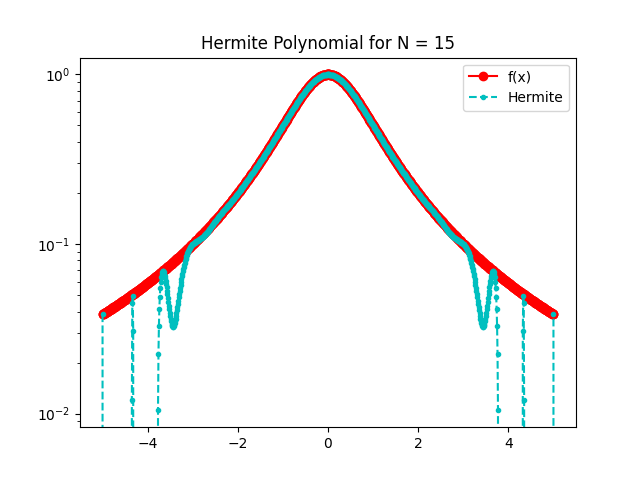 Hermite Polynomial for N = 15
f(x)
Hermite
10⁰
10⁻¹
10⁻²
−4 −2 0 2 4